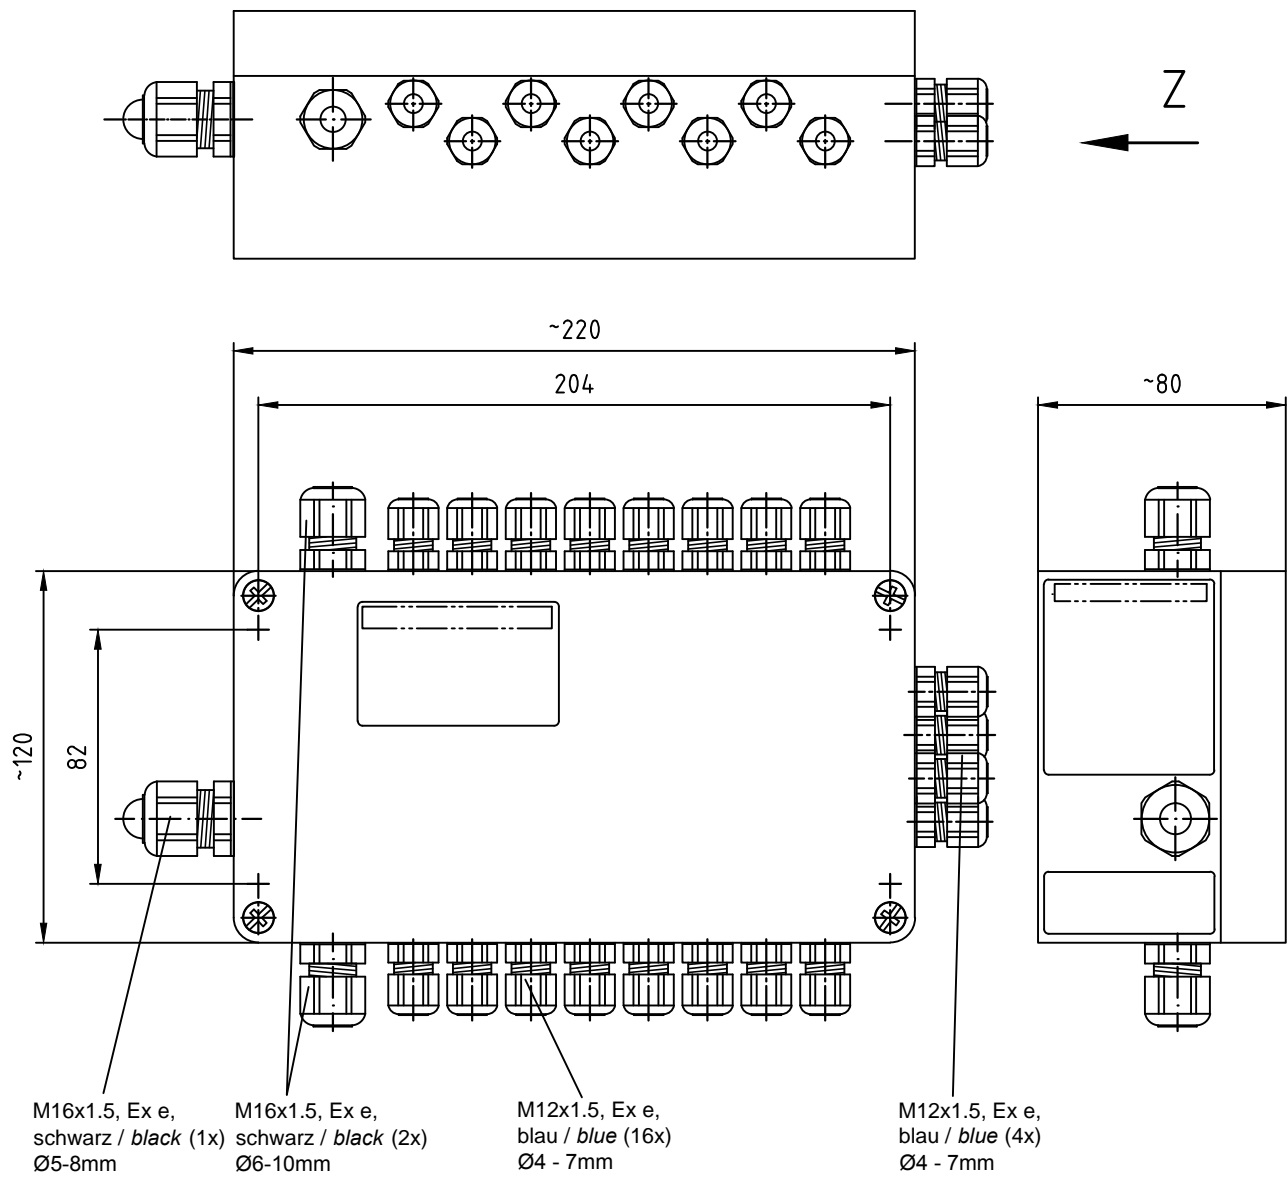 Z
~220
204
~80
~120
82
M16x1.5, Ex e,
schwarz / black (1x)
Ø5-8mm
M16x1.5, Ex e,
schwarz / black (2x)
Ø6-10mm
M12x1.5, Ex e,
blau / blue (16x)
Ø4 - 7mm
M12x1.5, Ex e,
blau / blue (4x)
Ø4 - 7mm